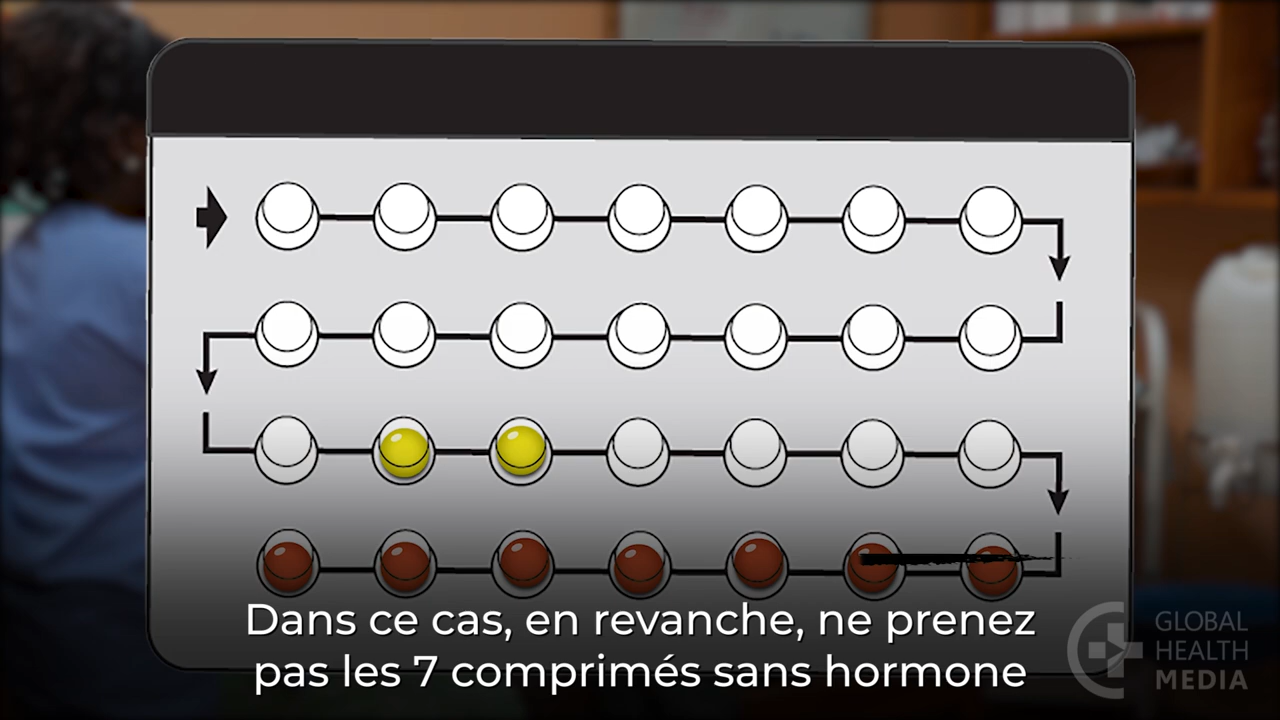 Dans ce cas, en revanche, ne prenez
pas les 7 comprimés sans hormone
GLOBAL
HEALTH
MEDIA